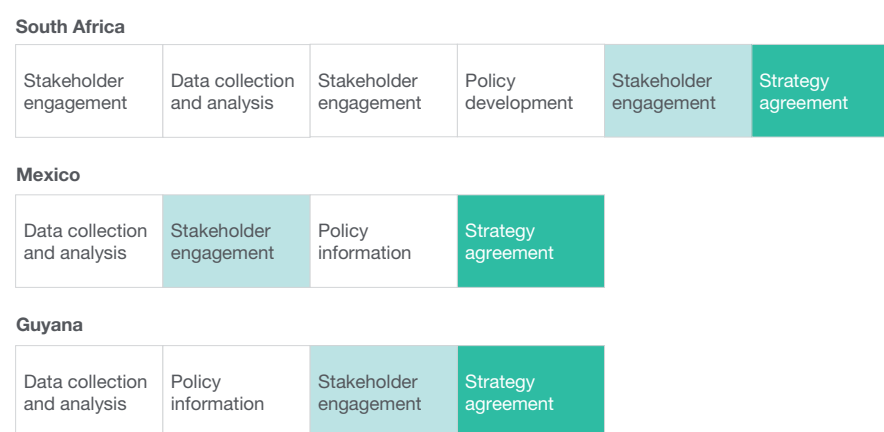 South Africa
Stakeholder
engagement
Data collection
and analysis
Stakeholder
engagement
Policy
development
Stakeholder
engagement
Strategy
agreement
Mexico
Data collection
and analysis
Stakeholder
engagement
Policy
information
Strategy
agreement
Guyana
Data collection
and analysis
Policy
information
Stakeholder
engagement
Strategy
agreement